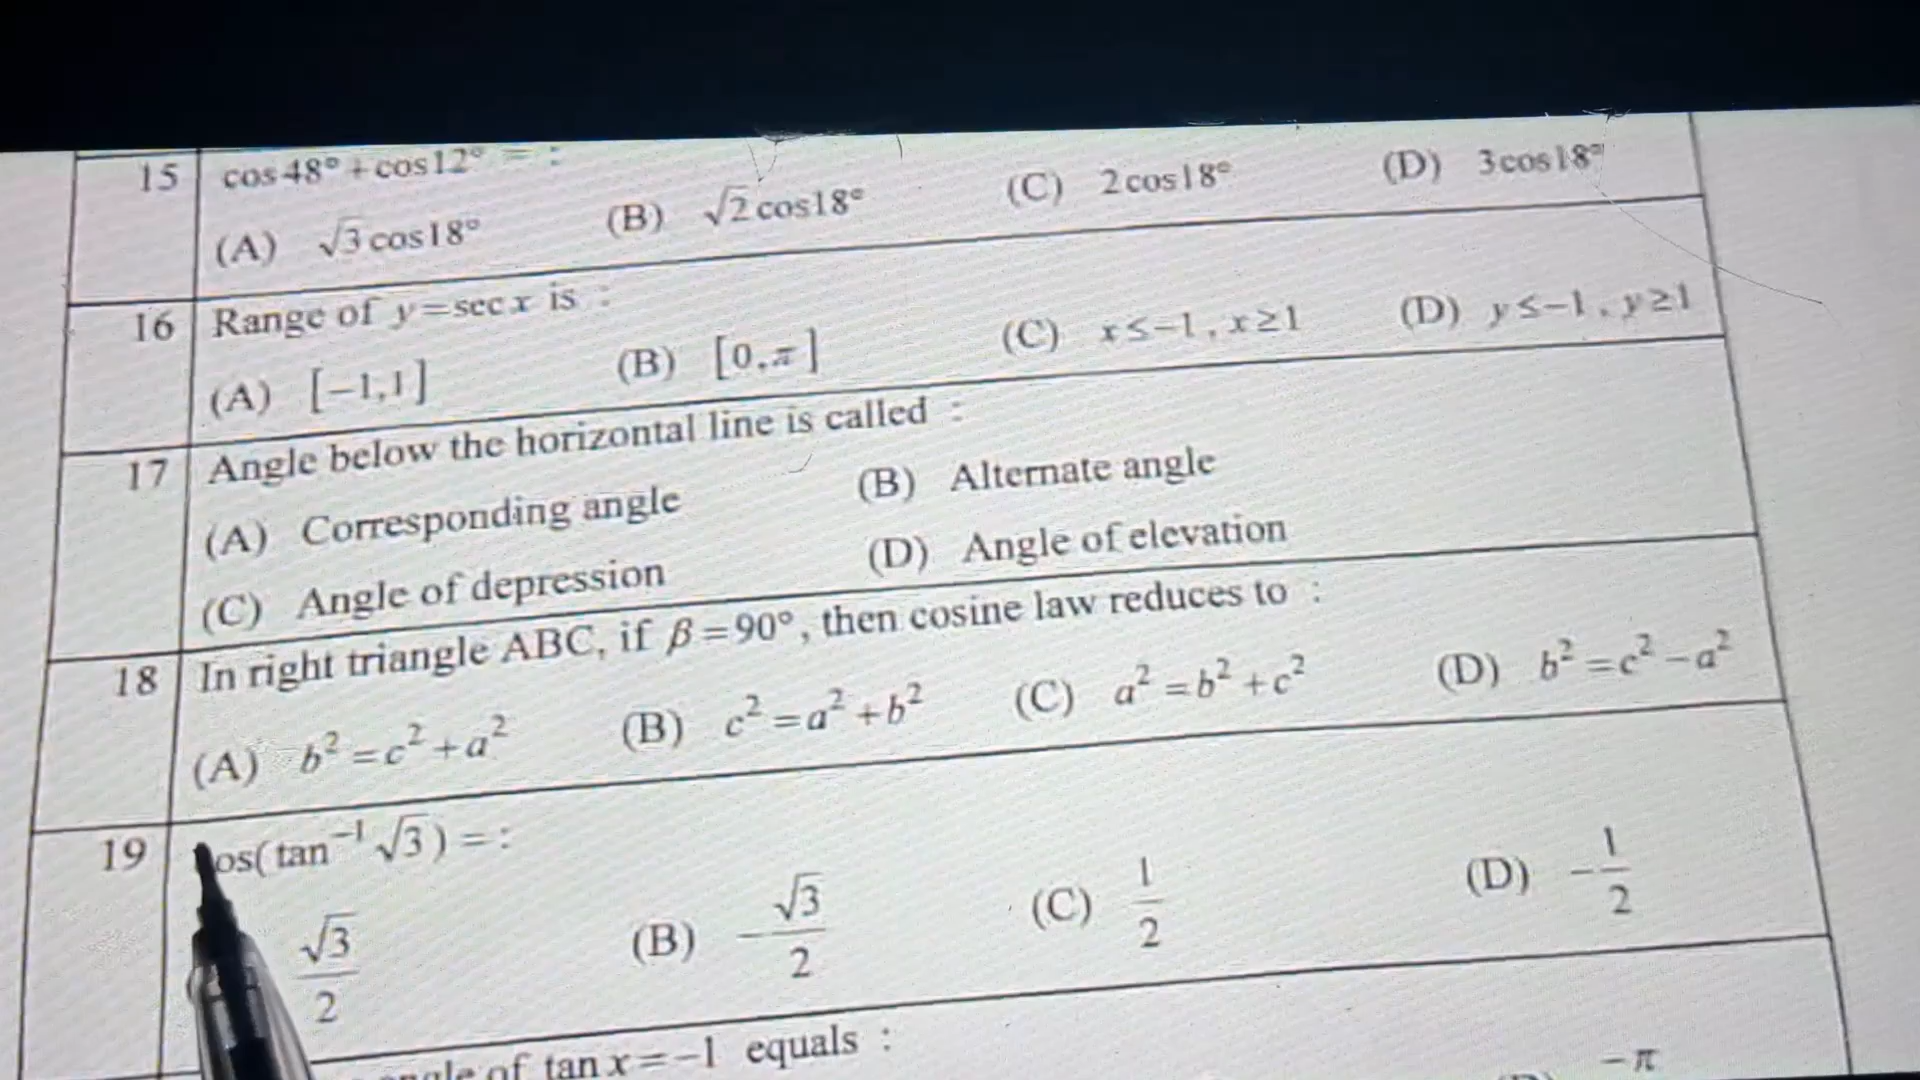 15 cos 48° + cos 12° = :
(A) √3 cos 18° (B) √2 cos 18° (C) 2 cos 18° (D) 3 cos 18°
16 Range of y = sec x is :
(A) [−1, 1] (B) [0, π] (C) x ≤ −1, x ≥ 1 (D) y ≤ −1, y ≥ 1
17 Angle below the horizontal line is called :
(A) Corresponding angle (B) Alternate angle
(C) Angle of depression (D) Angle of elevation
18 In right triangle ABC, if β = 90°, then cosine law reduces to :
(A) b² = c² + a² (B) c² = a² + b² (C) a² = b² + c² (D) b² = c² − a²
19 os(tan⁻¹ √3) = :
√3/2 (B) −√3/2 (C) 1/2 (D) −1/2
of tan x = −1 equals :
−π